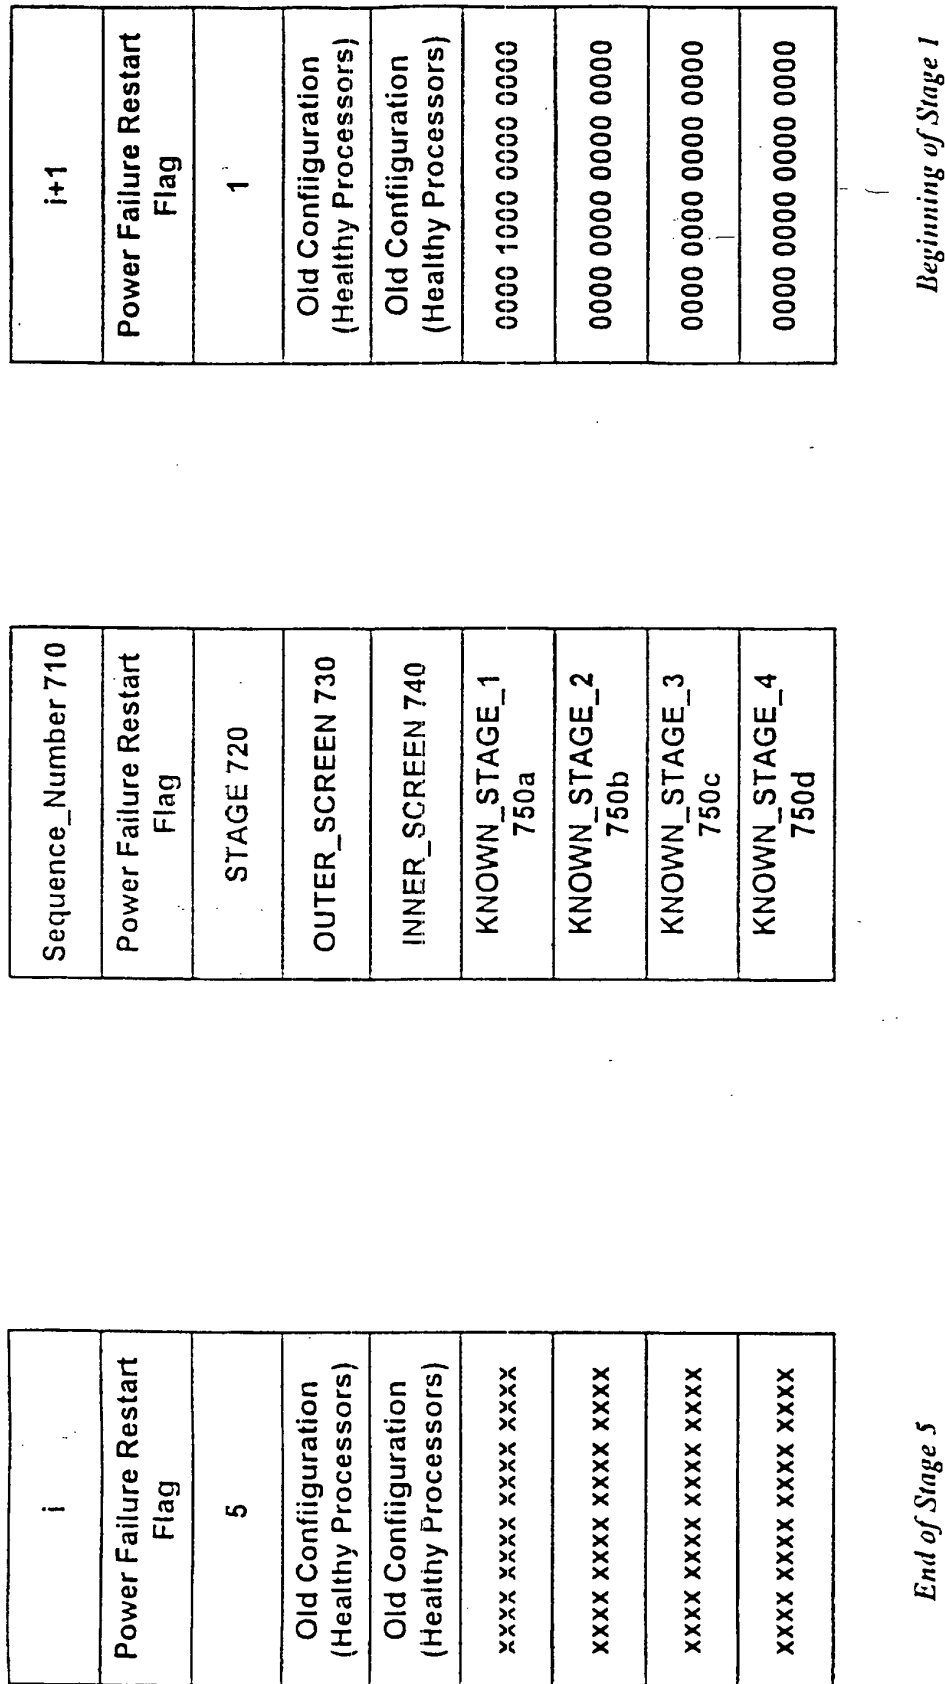 i
Power Failure Restart
Flag
5
Old Confiiguration
(Healthy Processors)
Old Confiiguration
(Healthy Processors)
xxxx xxxx xxxx xxxx
xxxx xxxx xxxx xxxx
xxxx xxxx xxxx xxxx
xxxx xxxx xxxx xxxx
End of Stage 5
Sequence_Number 710
Power Failure Restart
Flag
STAGE 720
OUTER_SCREEN 730
INNER_SCREEN 740
KNOWN_STAGE_1
750a
KNOWN_STAGE_2
750b
KNOWN_STAGE_3
750c
KNOWN_STAGE_4
750d
i+1
Power Failure Restart
Flag
1
Old Confiiguration
(Healthy Processors)
Old Confiiguration
(Healthy Processors)
0000 1000 0000 0000
0000 0000 0000 0000
0000 0000 0000 0000
0000 0000 0000 0000
Beginning of Stage 1